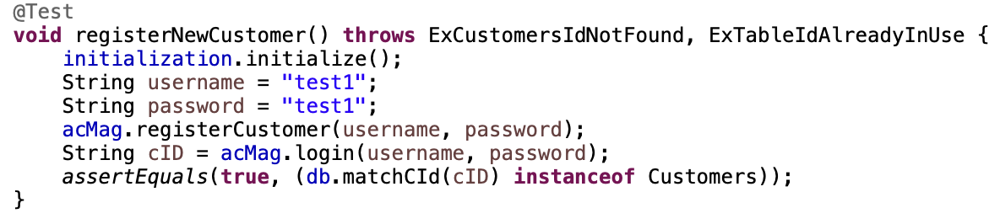 @Test
void registerNewCustomer() throws ExCustomersIdNotFound, ExTableIdAlreadyInUse {
    initialization.initialize();
    String username = "test1";
    String password = "test1";
    acMag.registerCustomer(username, password);
    String cID = acMag.login(username, password);
    assertEquals(true, (db.matchCId(cID) instanceof Customers));
}